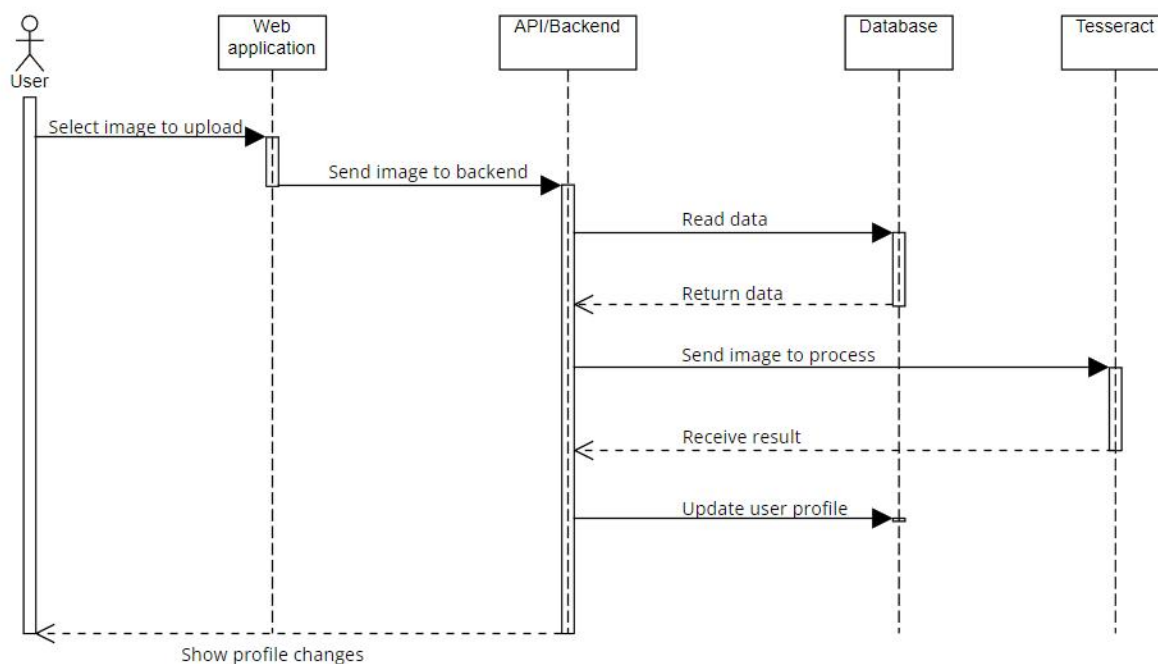 Web
application
API/Backend
Database
Tesseract
User
Select image to upload
Send image to backend
Read data
Return data
Send image to process
Receive result
Update user profile
Show profile changes